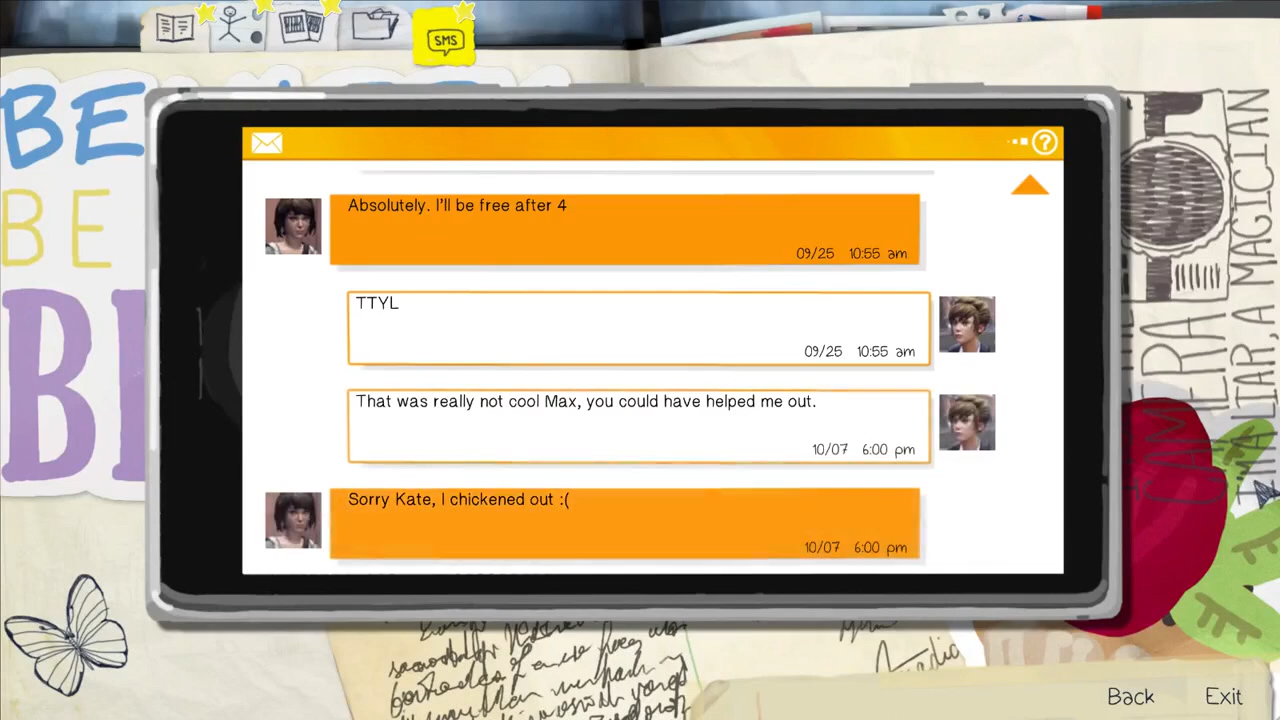 SMS
BE
BE
Absolutely. I'll be free after 4
09/25 10:55 am
TTYL
09/25 10:55 am
That was really not cool Max, you could have helped me out.
10/07 6:00 pm
Sorry Kate, I chickened out :(
10/07 6:00 pm
LIAR, A MAGICIAN
Back
Exit